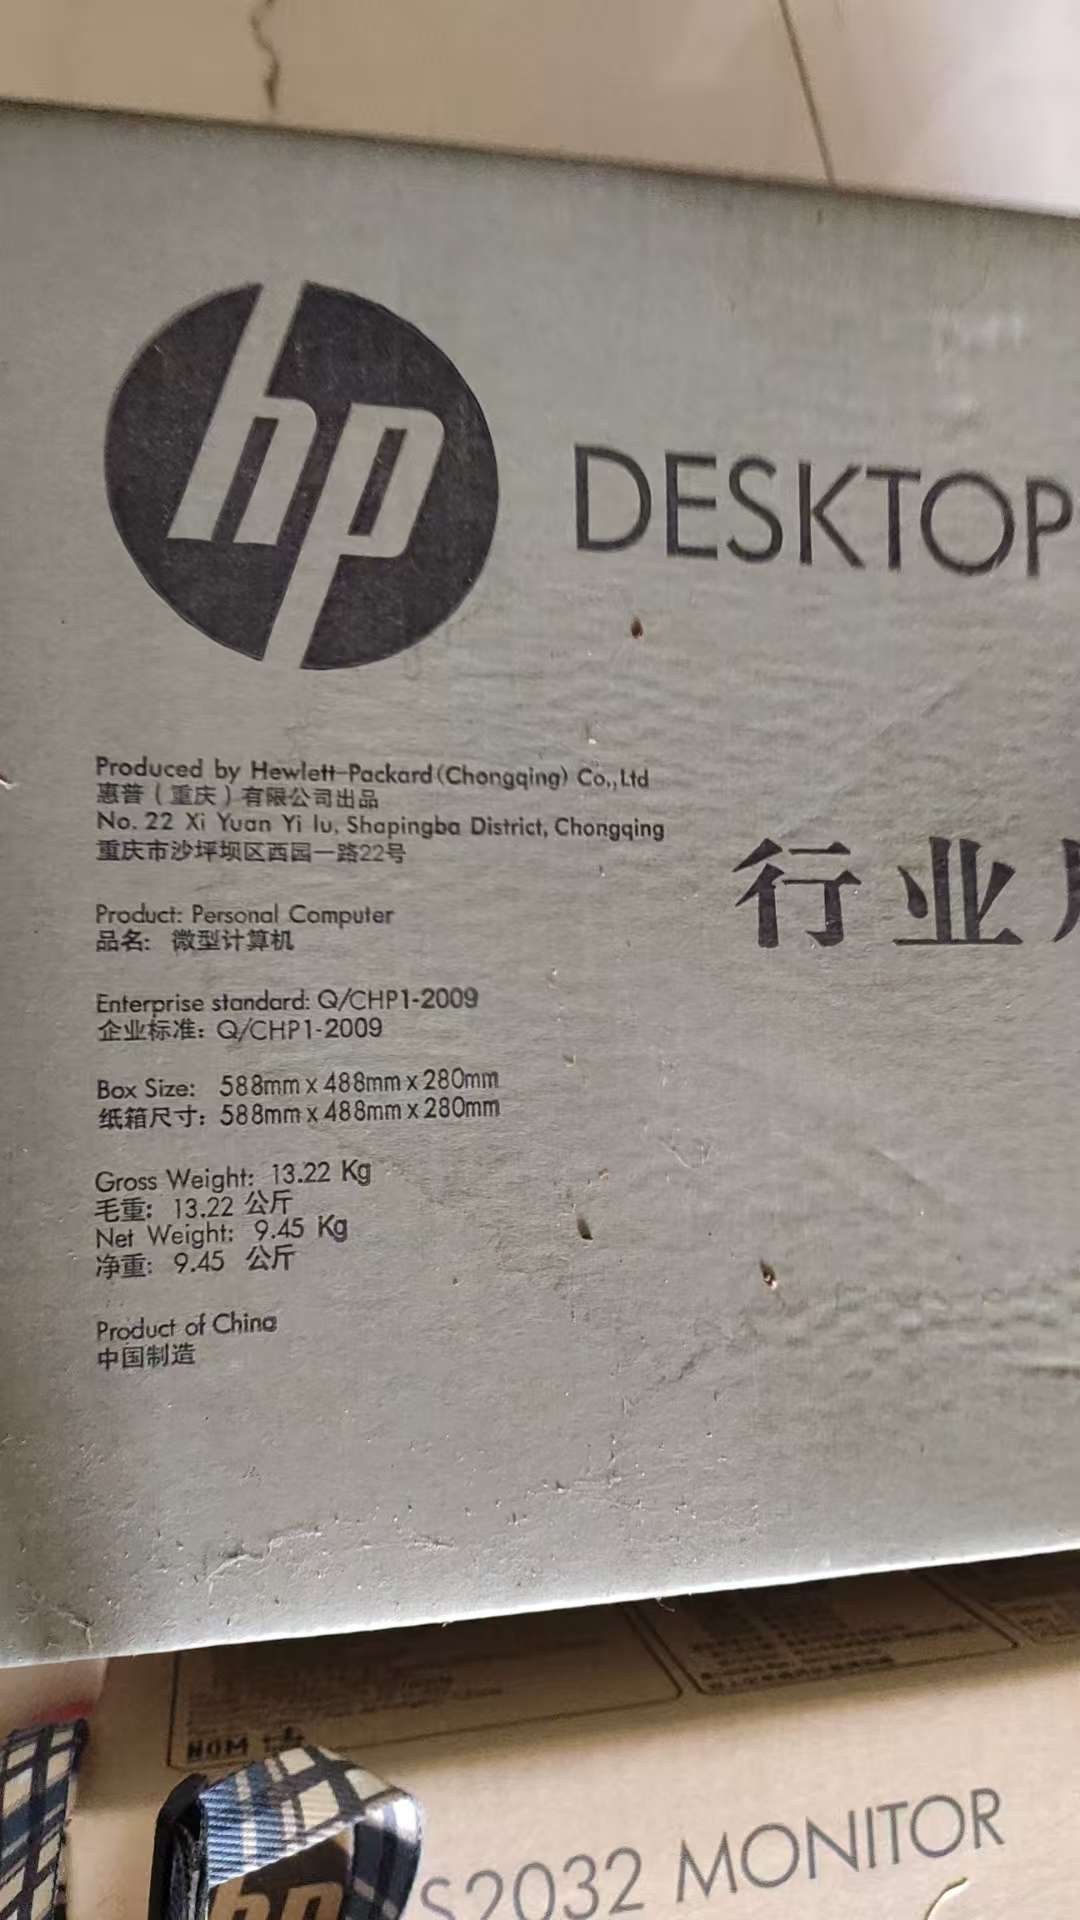 hp
DESKTOP
Produced by Hewlett-Packard (Chongqing) Co.,Ltd
惠普（重庆）有限公司出品
No. 22 Xi Yuan Yi lu, Shapingba District, Chongqing
重庆市沙坪坝区西园一路22号
行业
Product: Personal Computer
品名: 微型计算机
Enterprise standard: Q/CHP1-2009
企业标准: Q/CHP1-2009
Box Size: 588mm x 488mm x 280mm
纸箱尺寸: 588mm x 488mm x 280mm
Gross Weight: 13.22 Kg
毛重: 13.22 公斤
Net Weight: 9.45 Kg
净重: 9.45 公斤
Product of China
中国制造
NOM
hp
S2032 MONITOR